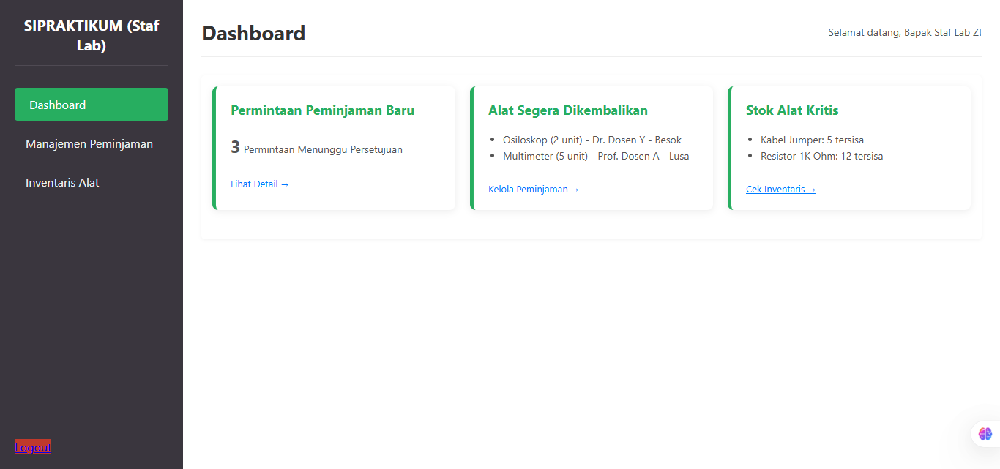 SIPRAKTIKUM (Staf
Lab)
Dashboard
Manajemen Peminjaman
Inventaris Alat
Logout
Dashboard
Selamat datang, Bapak Staf Lab Z!
Permintaan Peminjaman Baru
3 Permintaan Menunggu Persetujuan
Lihat Detail →
Alat Segera Dikembalikan
• Osiloskop (2 unit) - Dr. Dosen Y - Besok
• Multimeter (5 unit) - Prof. Dosen A - Lusa
Kelola Peminjaman →
Stok Alat Kritis
• Kabel Jumper: 5 tersisa
• Resistor 1K Ohm: 12 tersisa
Cek Inventaris →